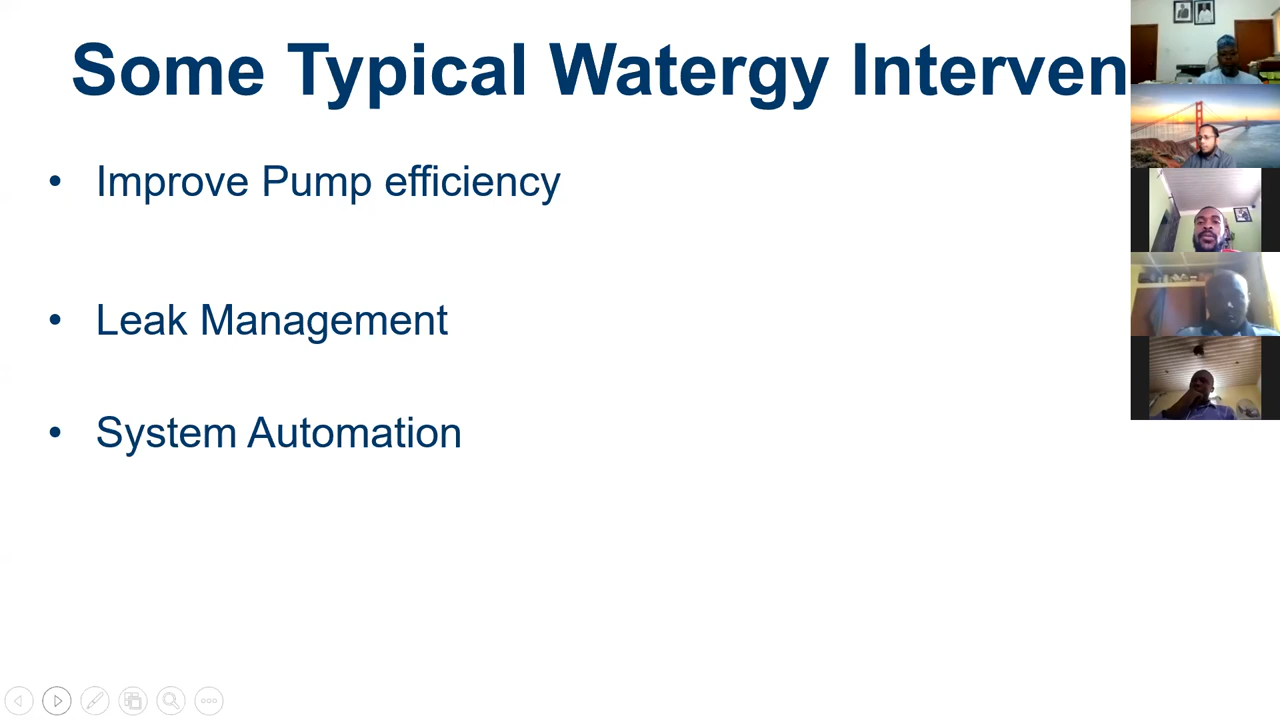 Some Typical Watergy Interven
• Improve Pump efficiency
• Leak Management
• System Automation